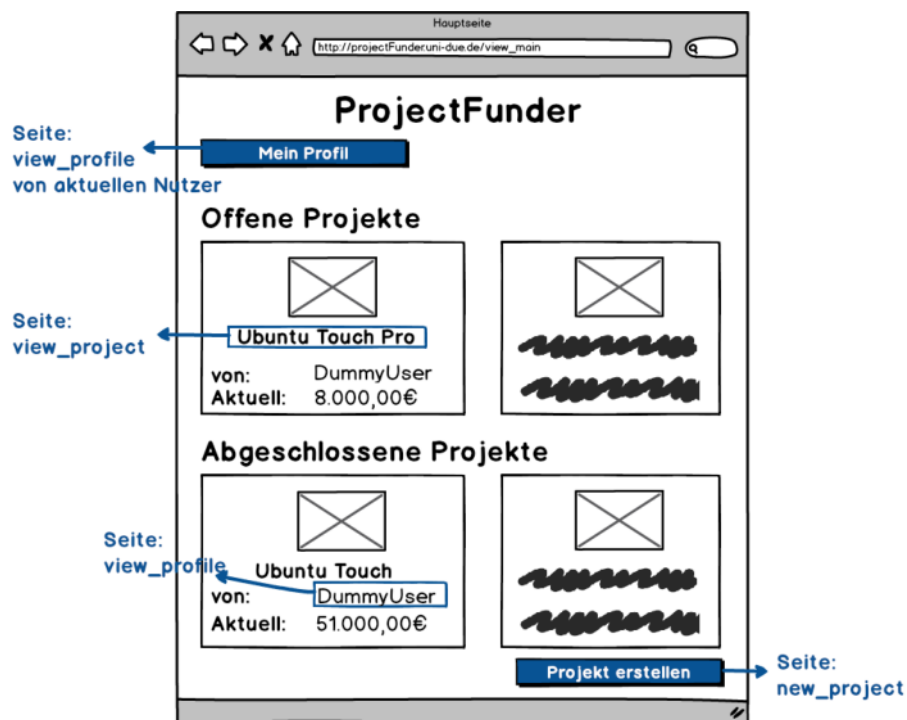 Hauptseite
http://projectFunder.uni-due.de/view_main
ProjectFunder
Seite:
view_profile
von aktuellen Nutzer
Mein Profil
Offene Projekte
Seite:
view_project
Ubuntu Touch Pro
von: DummyUser
Aktuell: 8.000,00€
Abgeschlossene Projekte
Seite:
view_profile
Ubuntu Touch
von: DummyUser
Aktuell: 51.000,00€
Projekt erstellen
Seite:
new_project